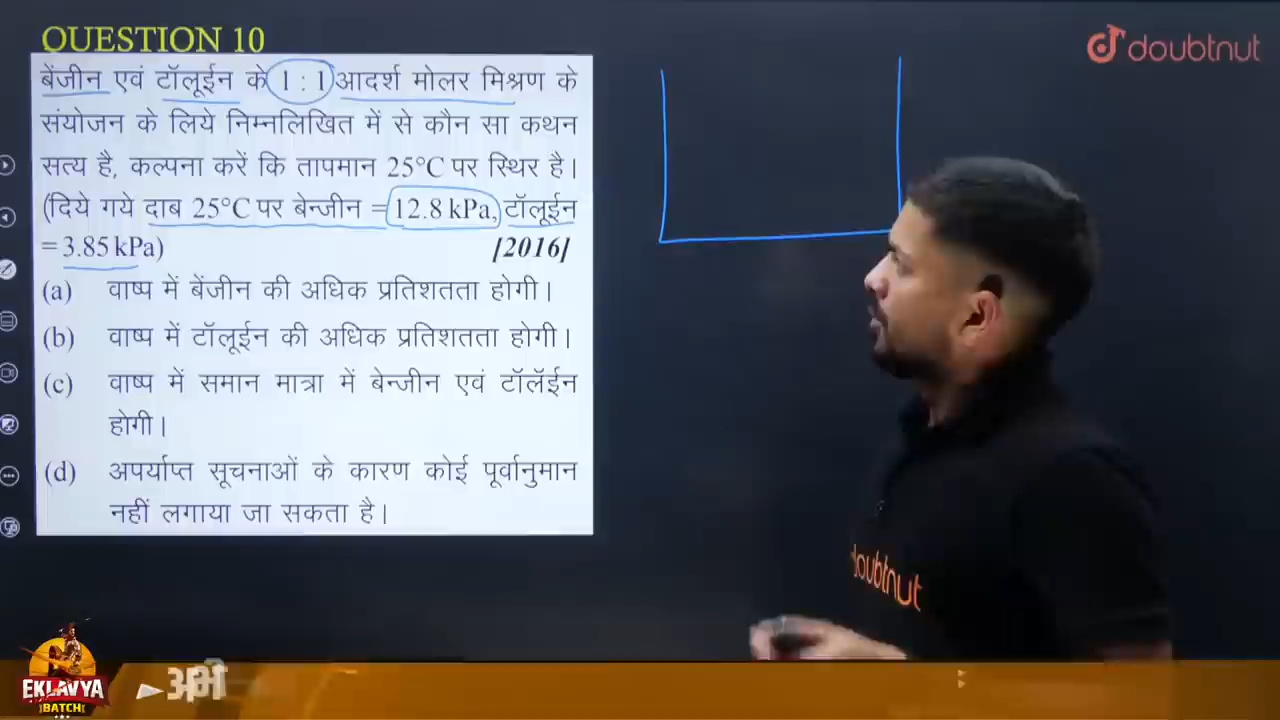 QUESTION 10
doubtnut
बेंजीन एवं टॉलूईन के 1 : 1 आदर्श मोलर मिश्रण के
संयोजन के लिये निम्नलिखित में से कौन सा कथन
सत्य है, कल्पना करें कि तापमान 25°C पर स्थिर है।
(दिये गये दाब 25°C पर बेन्जीन = 12.8 kPa, टॉलूईन
= 3.85 kPa) [2016]
(a) वाष्प में बेंजीन की अधिक प्रतिशतता होगी।
(b) वाष्प में टॉलूईन की अधिक प्रतिशतता होगी।
(c) वाष्प में समान मात्रा में बेन्जीन एवं टॉलॅईन
होगी।
(d) अपर्याप्त सूचनाओं के कारण कोई पूर्वानुमान
नहीं लगाया जा सकता है।
doubtnut
EKLAVYA
BATCH